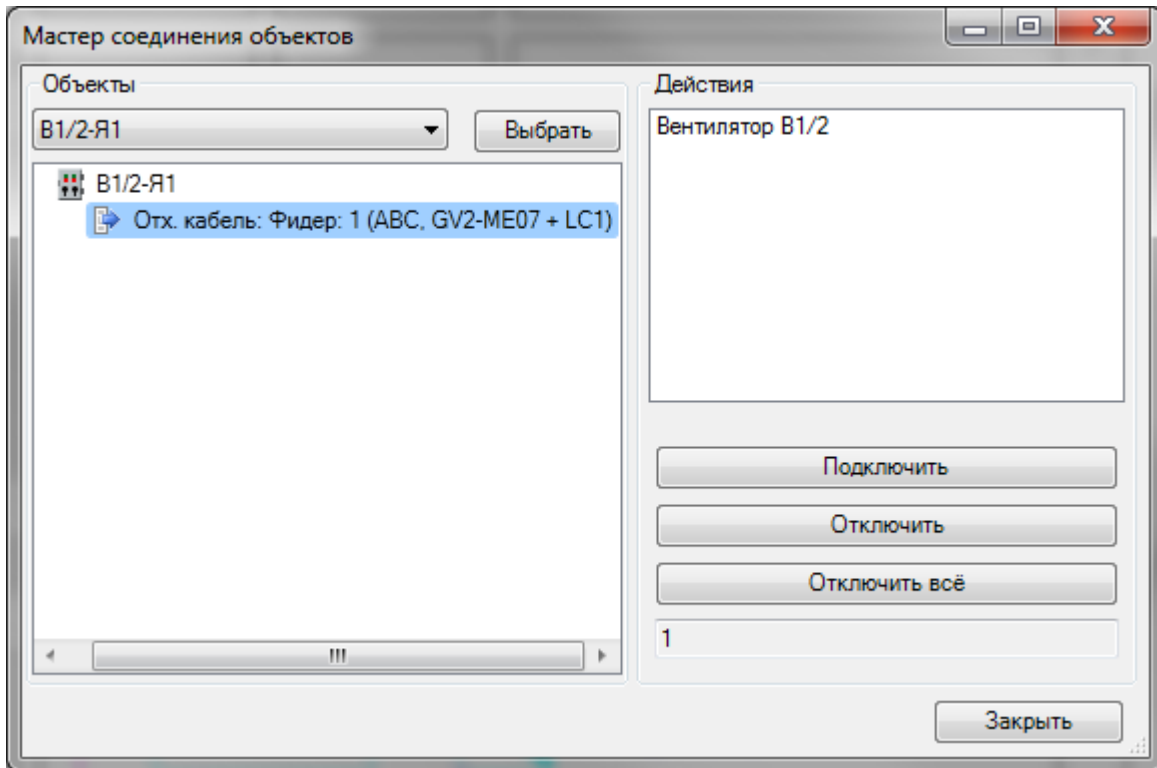 Мастер соединения объектов
Объекты
В1/2-Я1
Выбрать
В1/2-Я1
Отх. кабель: Фидер: 1 (ABC, GV2-ME07 + LC1)
Действия
Вентилятор В1/2
Подключить
Отключить
Отключить всё
1
Закрыть